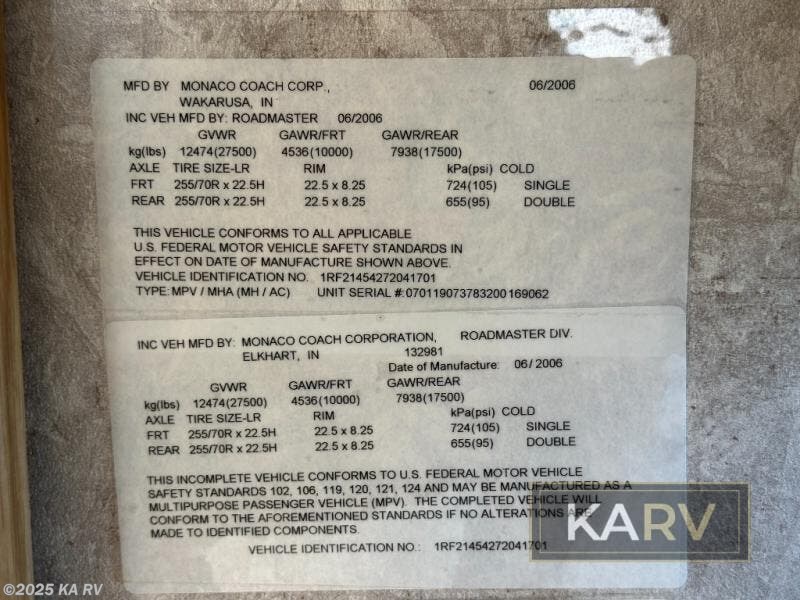 MFD BY MONACO COACH CORP., 06/2006
WAKARUSA, IN
INC VEH MFD BY: ROADMASTER 06/2006
GVWR GAWR/FRT GAWR/REAR
kg(lbs) 12474(27500) 4536(10000) 7938(17500)
AXLE TIRE SIZE-LR RIM kPa(psi) COLD
FRT 255/70R x 22.5H 22.5 x 8.25 724(105) SINGLE
REAR 255/70R x 22.5H 22.5 x 8.25 655(95) DOUBLE
THIS VEHICLE CONFORMS TO ALL APPLICABLE
U.S. FEDERAL MOTOR VEHICLE SAFETY STANDARDS IN
EFFECT ON DATE OF MANUFACTURE SHOWN ABOVE.
VEHICLE IDENTIFICATION NO. 1RF21454272041701
TYPE: MPV / MHA (MH / AC) UNIT SERIAL #:070119073783200169062
INC VEH MFD BY: MONACO COACH CORPORATION, ROADMASTER DIV.
ELKHART, IN 132981
Date of Manufacture: 06/2006
GVWR GAWR/FRT GAWR/REAR
kg(lbs) 12474(27500) 4536(10000) 7938(17500)
AXLE TIRE SIZE-LR RIM kPa(psi) COLD
FRT 255/70R x 22.5H 22.5 x 8.25 724(105) SINGLE
REAR 255/70R x 22.5H 22.5 x 8.25 655(95) DOUBLE
THIS INCOMPLETE VEHICLE CONFORMS TO U.S. FEDERAL MOTOR VEHICLE
SAFETY STANDARDS 102, 106, 119, 120, 121, 124 AND MAY BE MANUFACTURED AS A
MULTIPURPOSE PASSENGER VEHICLE (MPV). THE COMPLETED VEHICLE WILL
CONFORM TO THE AFOREMENTIONED STANDARDS IF NO ALTERATIONS ARE
MADE TO IDENTIFIED COMPONENTS.
VEHICLE IDENTIFICATION NO.: 1RF21454272041701
KARV
©2025 KA RV